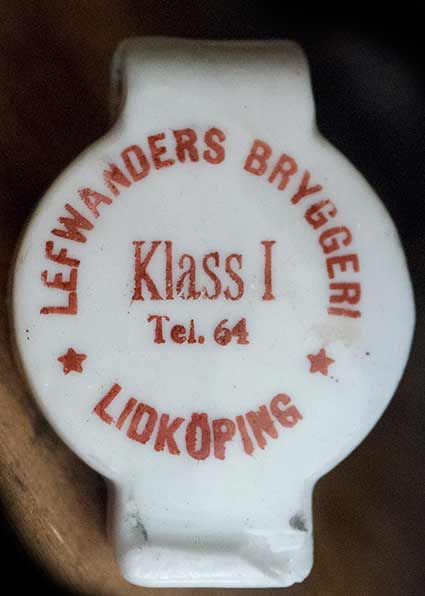 LEFWANDERS BRYGGERI
Klass I
Tel. 64
LIDKÖPING